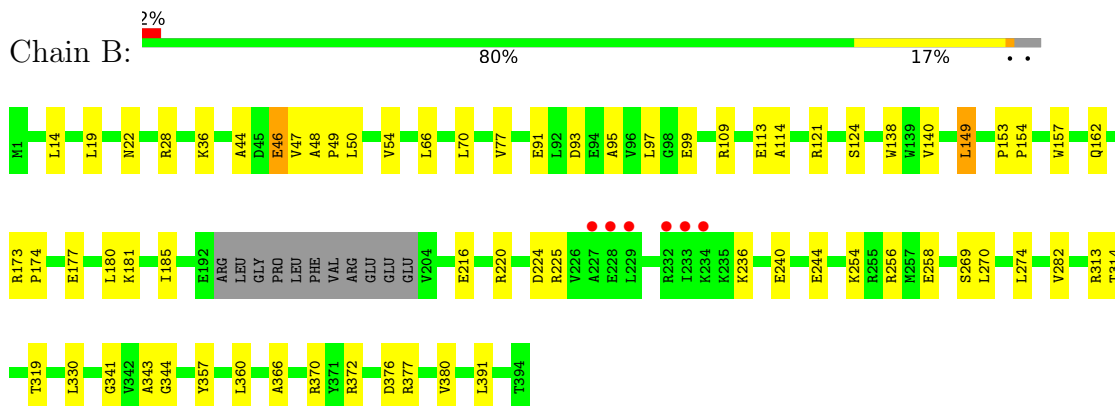 2%
Chain B:
80% 17% • •
M1 L14 L19 N22 R28 K36 A44 D45 E46 V47 A48 P49 L50 V54 L66 L70 V77 E91 L92 D93 E94 A95 V96 L97 G98 E99 R109 E113 A114 R121 S124 W138 W139 V140 L149 P153 P154 W157 Q162
R173 P174 E177 L180 K181 I185 E192 ARG LEU GLY PRO LEU PHE VAL ARG GLU GLU GLU V204 E216 R220 D224 R225 V226 A227 E228 L229 R232 I233 K234 K235 K236 E240 E244 K254 R255 R256 M257 E258 S269 L270 L274 V282 R313 T314
T319 L330 G341 V342 A343 G344 Y357 L360 A366 R370 Y371 R372 D376 R377 V380 L391 T394